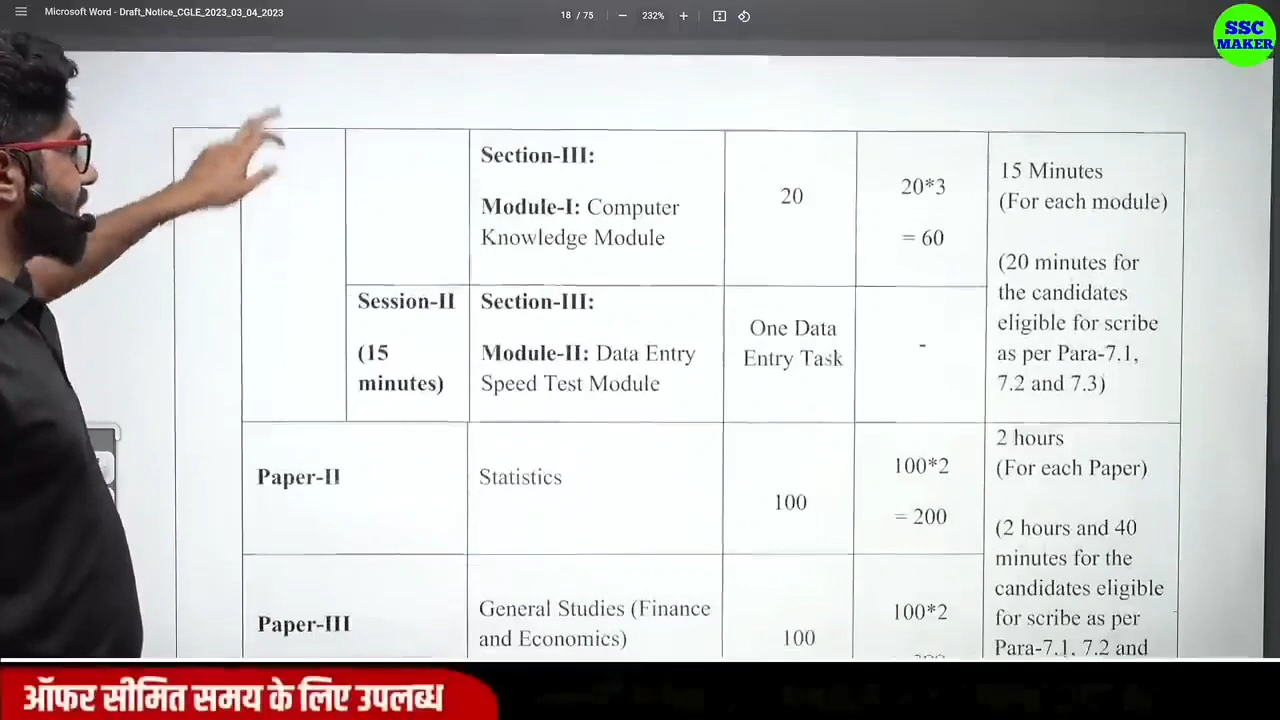 Microsoft Word - Draft_Notice_CGLE_2023_03_04_2023
18 / 75
232%
SSC
MAKER
Section-III:
Module-I: Computer
Knowledge Module
20
20*3
= 60
15 Minutes
(For each module)
(20 minutes for
the candidates
eligible for scribe
as per Para-7.1,
7.2 and 7.3)
Session-II
(15
minutes)
Section-III:
Module-II: Data Entry
Speed Test Module
One Data
Entry Task
-
Paper-II
Statistics
100
100*2
= 200
2 hours
(For each Paper)
(2 hours and 40
minutes for the
candidates eligible
for scribe as per
Para-7.1, 7.2 and
Paper-III
General Studies (Finance
and Economics)
100
100*2
ऑफर सीमित समय के लिए उपलब्ध